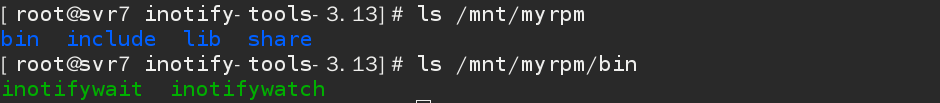 [root@svr7 inotify-tools-3.13]# ls /mnt/myrpm
bin include lib share
[root@svr7 inotify-tools-3.13]# ls /mnt/myrpm/bin
inotifywait inotifywatch